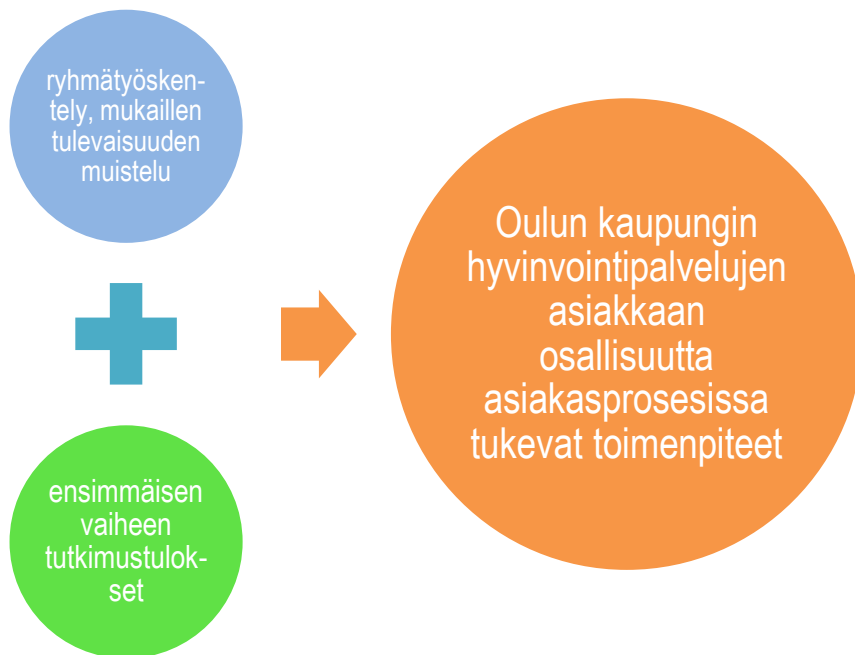 ryhmätyösken-
tely, mukaillen
tulevaisuuden
muistelu
ensimmäisen
vaiheen
tutkimustulok-
set
Oulun kaupungin
hyvinvointipalvelujen
asiakkaan
osallisuutta
asiakasprosesissa
tukevat toimenpiteet